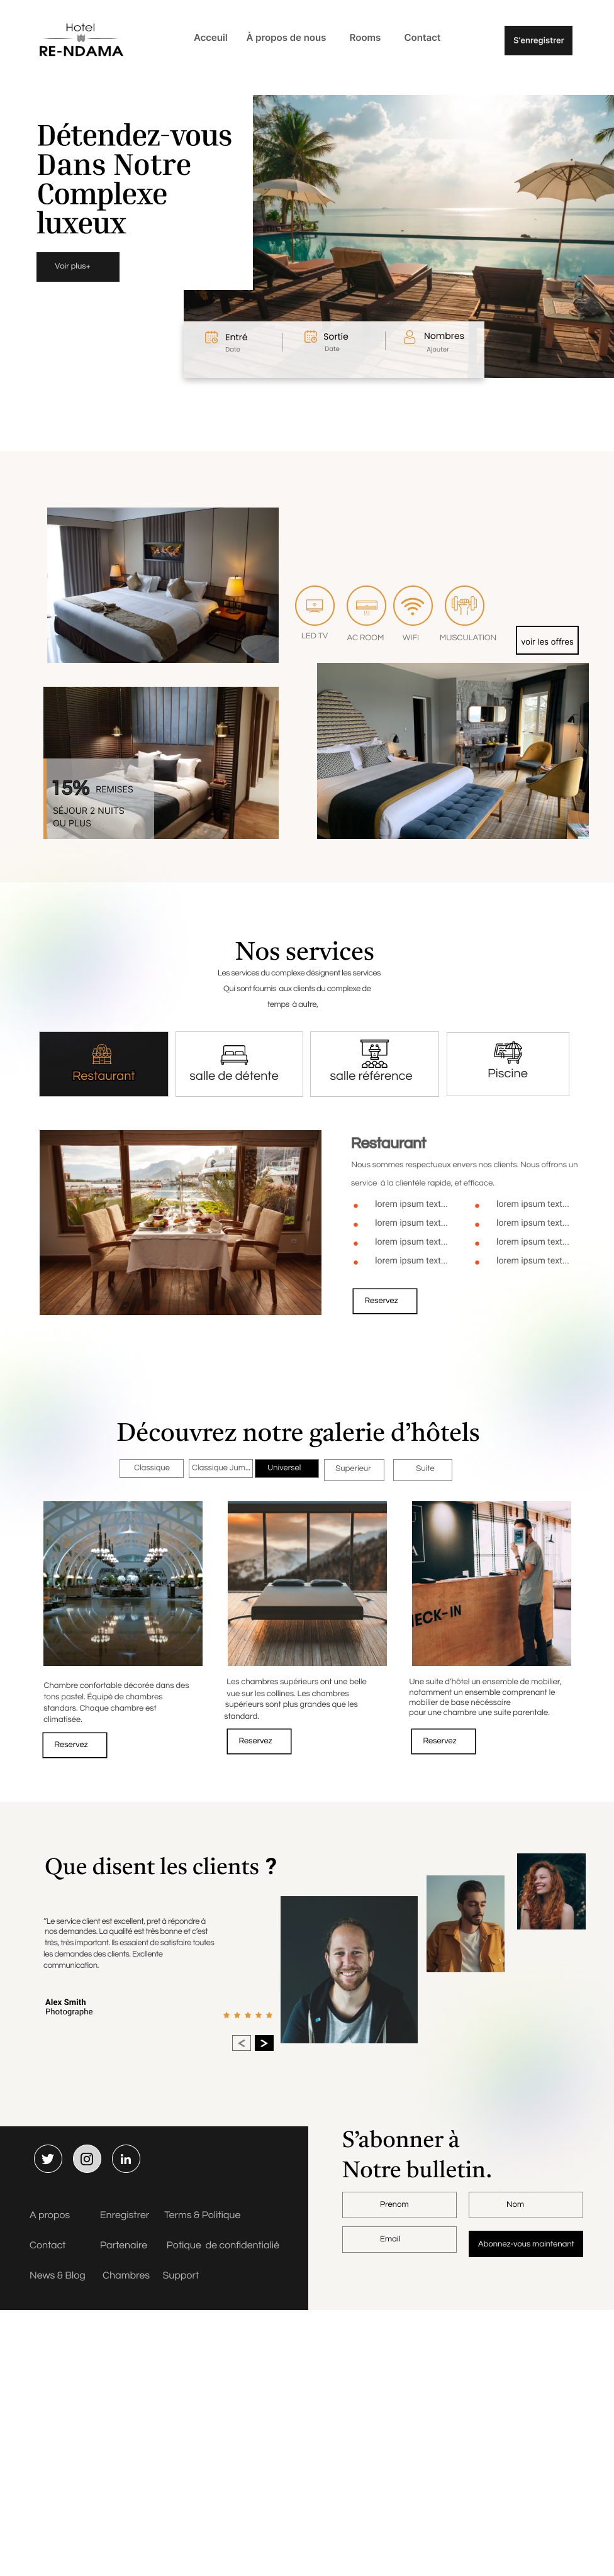 Hotel
RE-NDAMA
Acceuil
À propos de nous
Rooms
Contact
S'enregistrer
Détendez-vous
Dans Notre
Complexe
luxeux
Voir plus+
Entré
Date
Sortie
Date
Nombres
Ajouter
LED TV
AC ROOM
WIFI
MUSCULATION
voir les offres
15% REMISES
SÉJOUR 2 NUITS
OU PLUS
Nos services
Les services du complexe désignent les services
Qui sont fournis aux clients du complexe de
temps à autre,
Restaurant
salle de détente
salle référence
Piscine
Restaurant
Nous sommes respectueux envers nos clients. Nous offrons un
service à la clientèle rapide, et efficace.
lorem ipsum text...
lorem ipsum text...
lorem ipsum text...
lorem ipsum text...
lorem ipsum text...
lorem ipsum text...
lorem ipsum text...
lorem ipsum text...
Reservez
Découvrez notre galerie d'hôtels
Classique
Classique Jum...
Universel
Superieur
Suite
ECK-IN
Chambre confortable décorée dans des
tons pastel. Équipé de chambres
standars. Chaque chambre est
climatisée.
Reservez
Les chambres supérieurs ont une belle
vue sur les collines. Les chambres
supérieurs sont plus grandes que les
standard.
Reservez
Une suite d'hôtel un ensemble de mobilier,
notamment un ensemble comprenant le
mobilier de base nécéssaire
pour une chambre une suite parentale.
Reservez
Que disent les clients ?
"Le service client est excellent, pret à répondre à
nos demandes. La qualité est très bonne et c'est
très, très important. Ils essaient de satisfaire toutes
les demandes des clients. Excllente
communication.
Alex Smith
Photographe
<
>
in
A propos
Enregistrer
Terms & Politique
Contact
Partenaire
Potique de confidentialié
News & Blog
Chambres
Support
S'abonner à
Notre bulletin.
Prenom
Nom
Email
Abonnez-vous maintenant